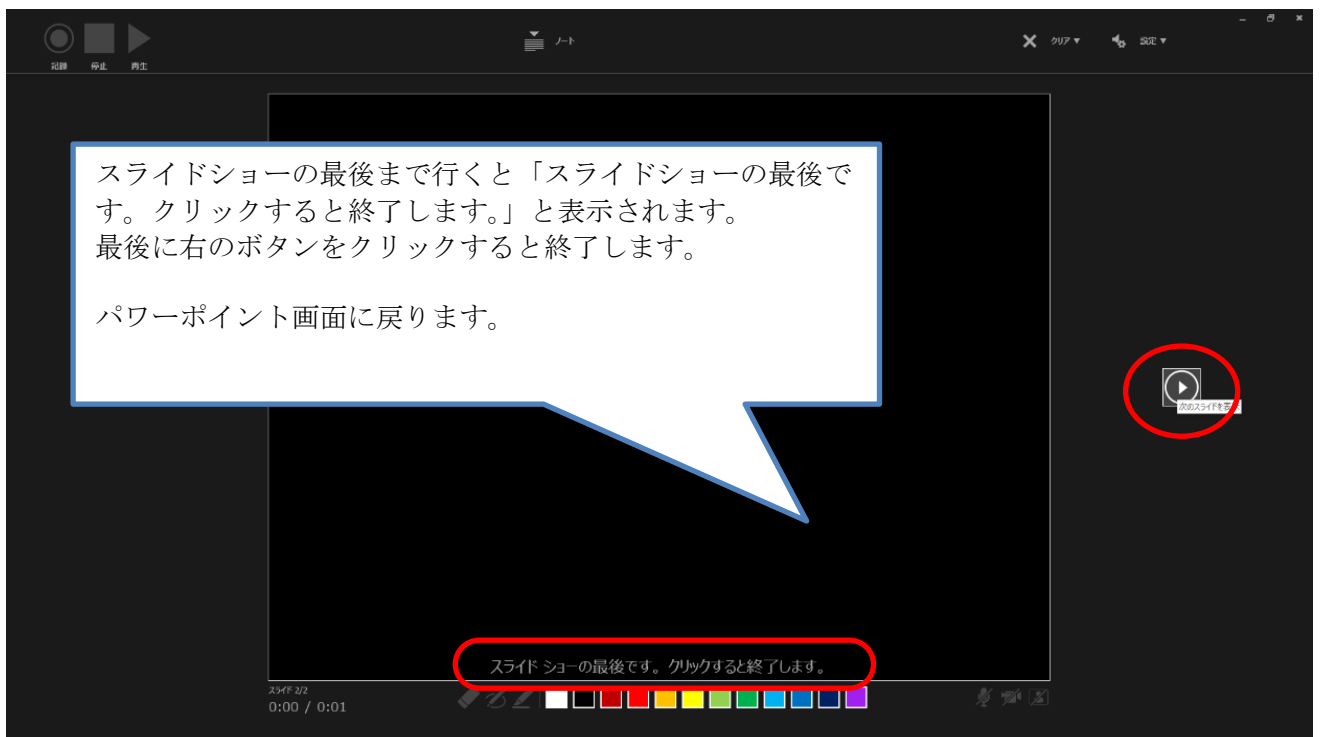 記録 停止 再生
ノート
クリア▼
設定▼
スライドショーの最後まで行くと「スライドショーの最後で
す。クリックすると終了します。」と表示されます。
最後に右のボタンをクリックすると終了します。
パワーポイント画面に戻ります。
次のスライドを表
スライド ショーの最後です。クリックすると終了します。
スライド 2/2
0:00 / 0:01